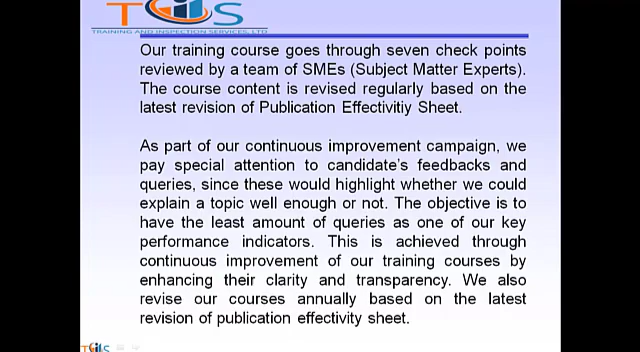 TIS
TRAINING AND INSPECTION SERVICES, LTD
Our training course goes through seven check points
reviewed by a team of SMEs (Subject Matter Experts).
The course content is revised regularly based on the
latest revision of Publication Effectivitiy Sheet.
As part of our continuous improvement campaign, we
pay special attention to candidate's feedbacks and
queries, since these would highlight whether we could
explain a topic well enough or not. The objective is to
have the least amount of queries as one of our key
performance indicators. This is achieved through
continuous improvement of our training courses by
enhancing their clarity and transparency. We also
revise our courses annually based on the latest
revision of publication effectivity sheet.
TIS